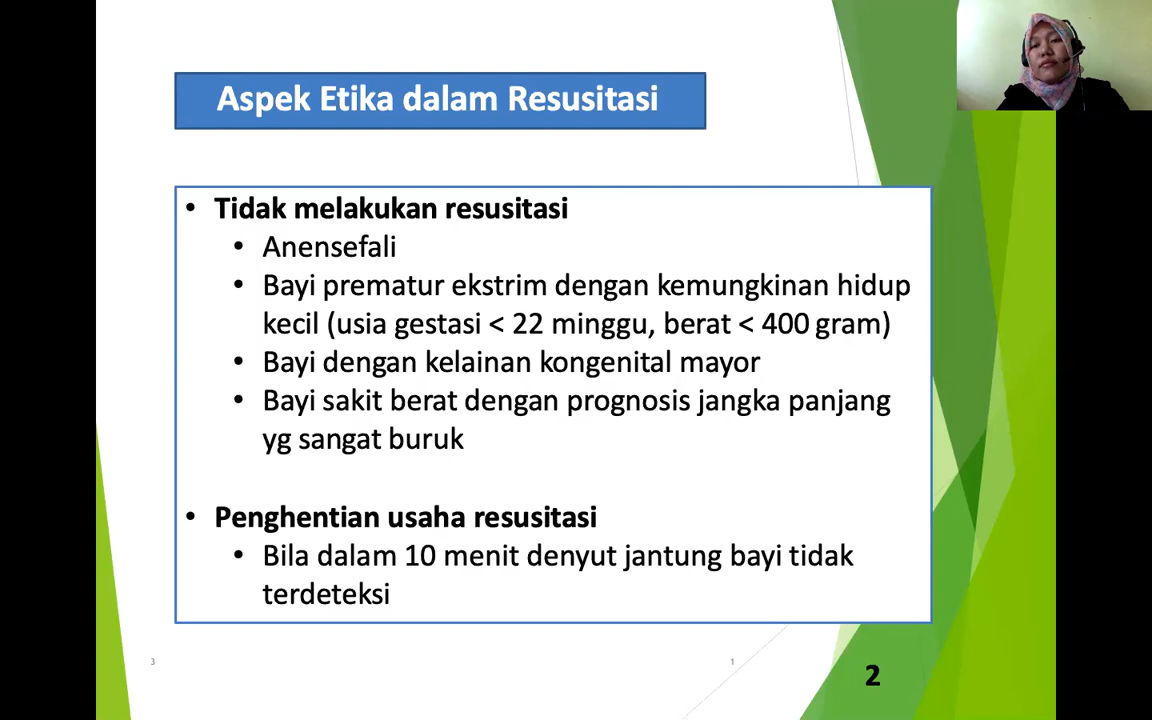 Aspek Etika dalam Resusitasi
• Tidak melakukan resusitasi
• Anensefali
• Bayi prematur ekstrim dengan kemungkinan hidup
kecil (usia gestasi < 22 minggu, berat < 400 gram)
• Bayi dengan kelainan kongenital mayor
• Bayi sakit berat dengan prognosis jangka panjang
yg sangat buruk
• Penghentian usaha resusitasi
• Bila dalam 10 menit denyut jantung bayi tidak
terdeteksi
3
1
2